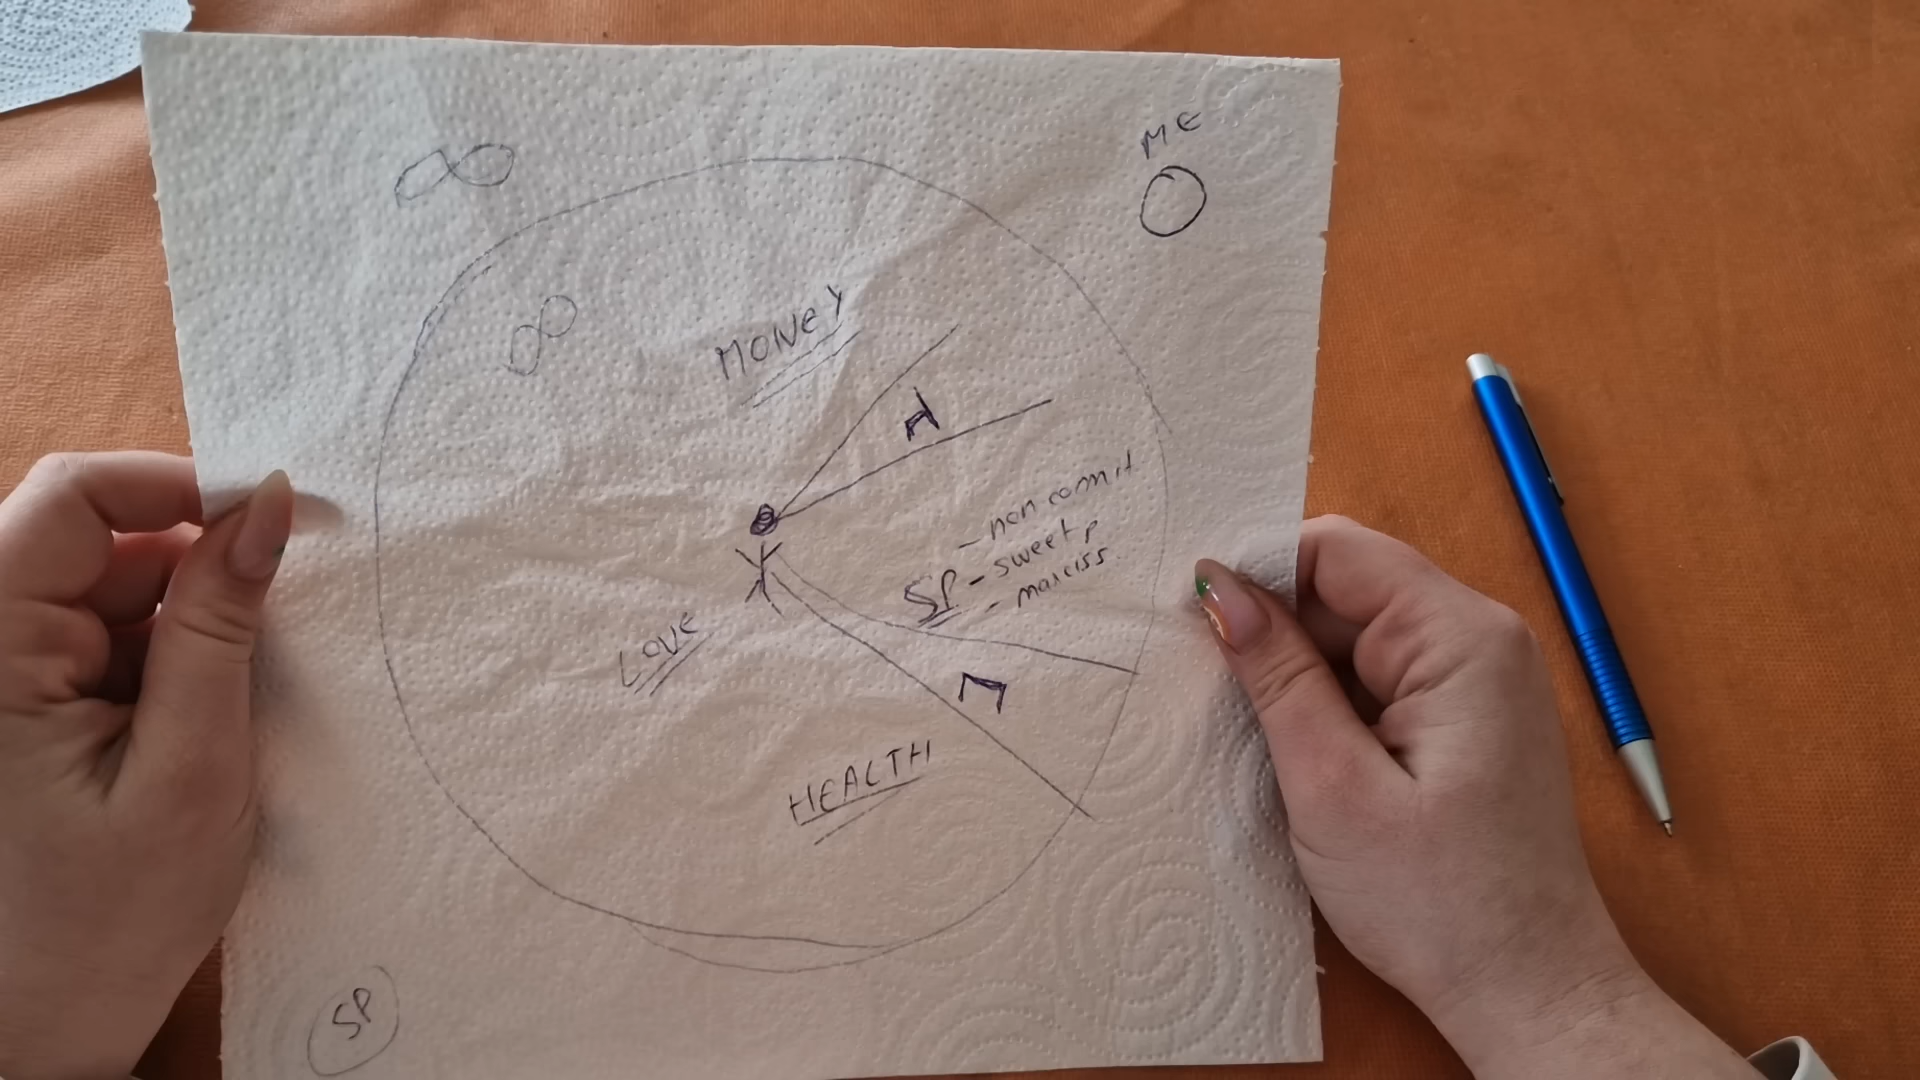 ME
∞
∞
MONEY
- non commit
SP - sweet p
- narciss.
LOVE
HEALTH
SP